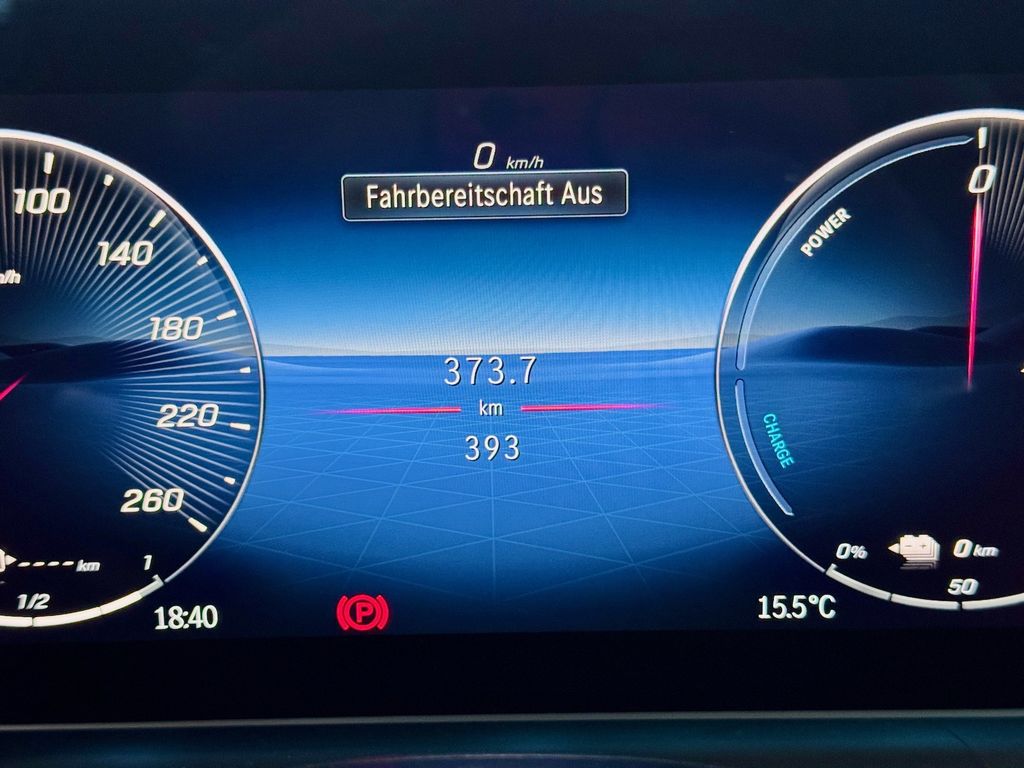 0 km/h
Fahrbereitschaft Aus
100
140
180
220
260
373.7
km
393
0
POWER
CHARGE
0% 0 km
50
----- km 1
1/2
18:40
P
15.5°C